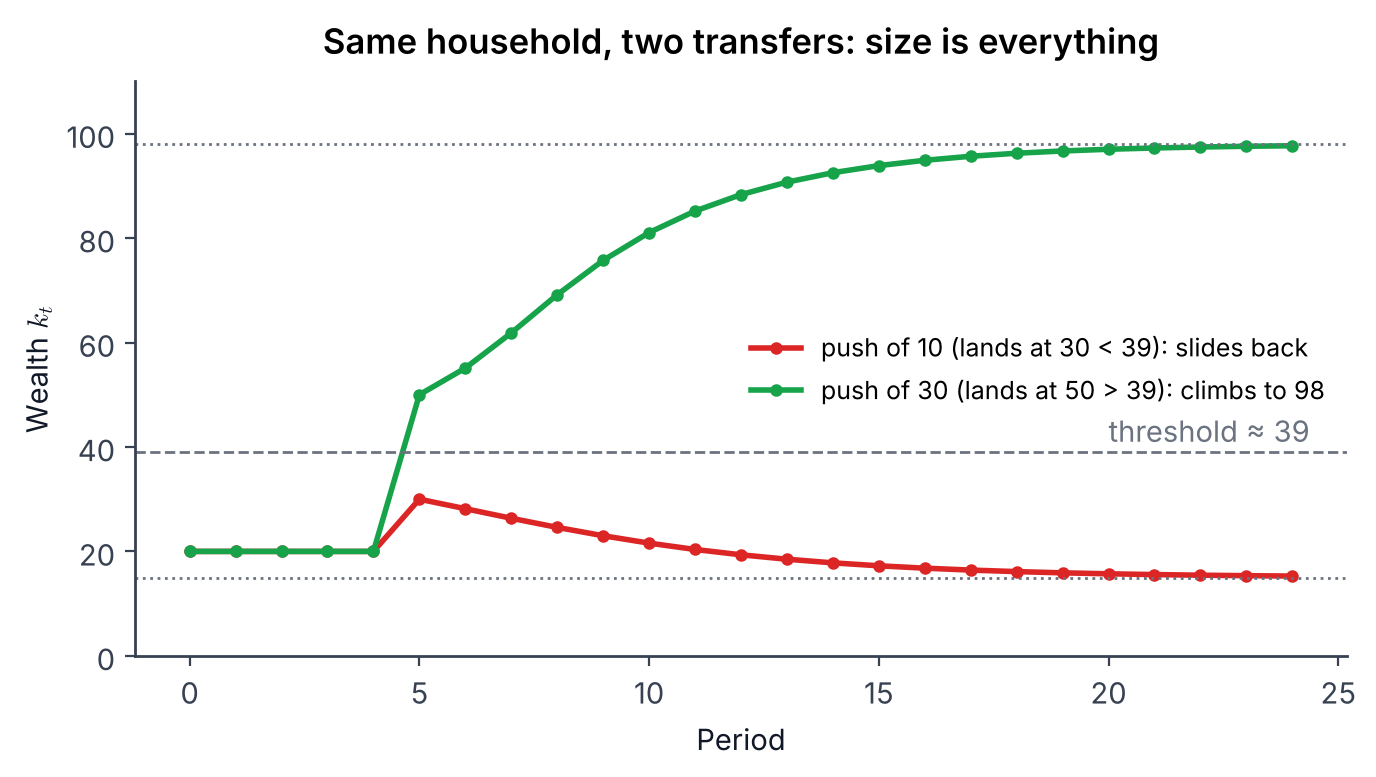 Same household, two transfers: size is everything
Wealth kₜ
100
80
60
40
20
0
push of 10 (lands at 30 < 39): slides back
push of 30 (lands at 50 > 39): climbs to 98
threshold ≈ 39
0 5 10 15 20 25
Period